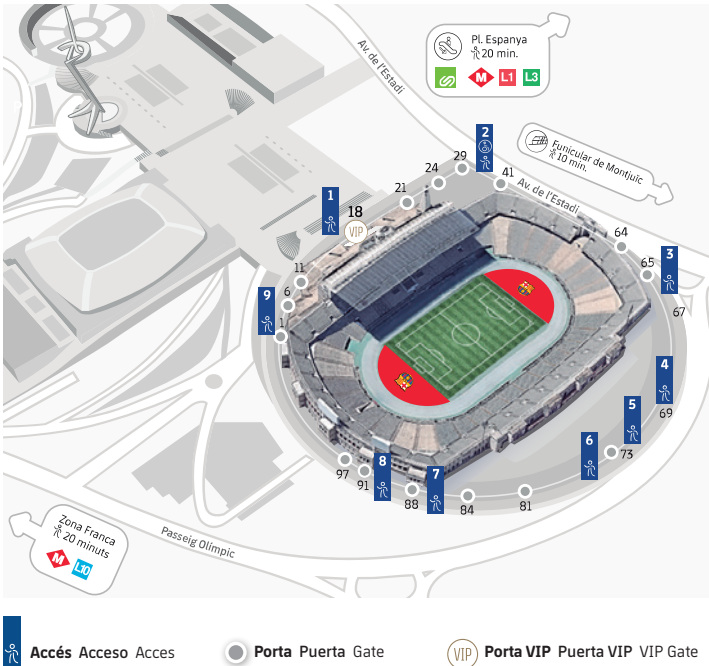 Av. de l'Estadi
Pl. Espanya
20 min.
M L1 L3
Funicular de Montjuïc
10 min.
Av. de l'Estadi
2
29
24
41
21
1
18
VIP
64
65
3
67
11
6
9
1
4
69
5
73
6
97
91
8
88
7
84
81
Passeig Olímpic
Zona Franca
20 minuts
M L10
Accés Acceso Acces
Porta Puerta Gate
VIP Porta VIP Puerta VIP VIP Gate